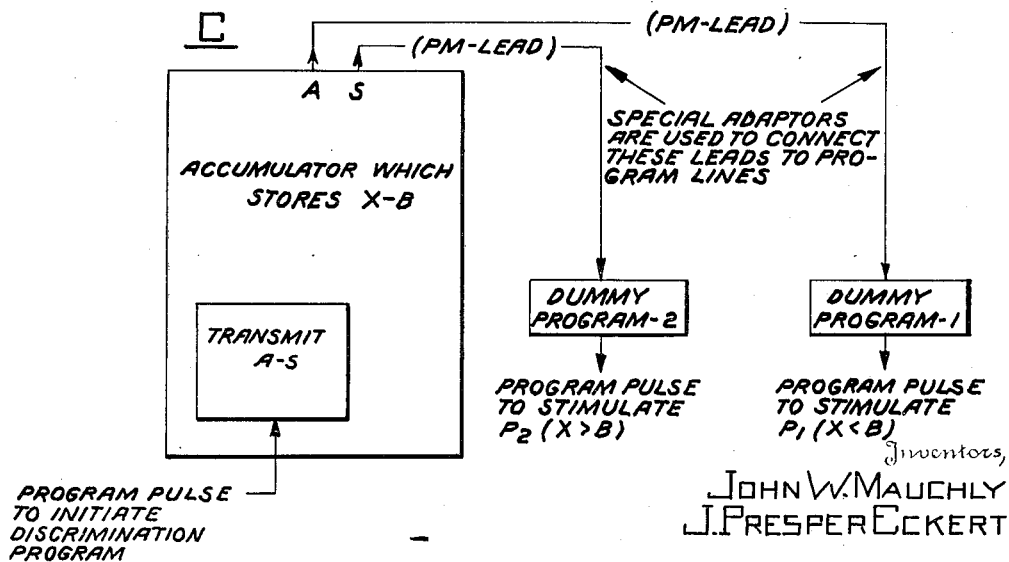 C
(PM-LEAD)
(PM-LEAD)
A S
SPECIAL ADAPTORS
ARE USED TO CONNECT
THESE LEADS TO PRO-
GRAM LINES
ACCUMULATOR WHICH
STORES X-B
TRANSMIT
A-S
DUMMY
PROGRAM-2
DUMMY
PROGRAM-1
PROGRAM PULSE
TO STIMULATE
P2 (X>B)
PROGRAM PULSE
TO STIMULATE
P1 (X<B)
PROGRAM PULSE
TO INITIATE
DISCRIMINATION
PROGRAM
Inventors,
JOHN W. MAUCHLY
J. PRESPER ECKERT